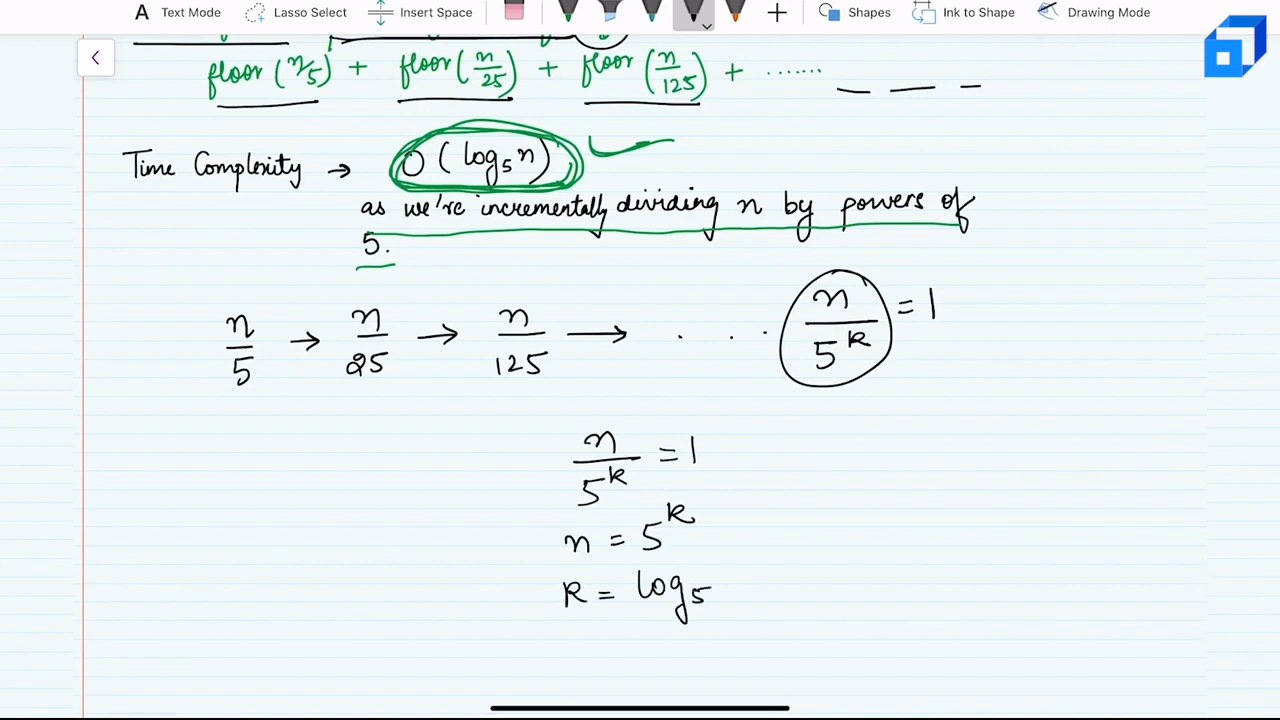 A Text Mode Lasso Select Insert Space Shapes Ink to Shape Drawing Mode
floor (n/5) + floor (n/25) + floor (n/125) + ......
Time Complexity → O (log₅n)
as we're incrementally dividing n by powers of
5.
n/5 → n/25 → n/125 → . . . n/5^k = 1
n/5^k = 1
n = 5^k
k = log₅